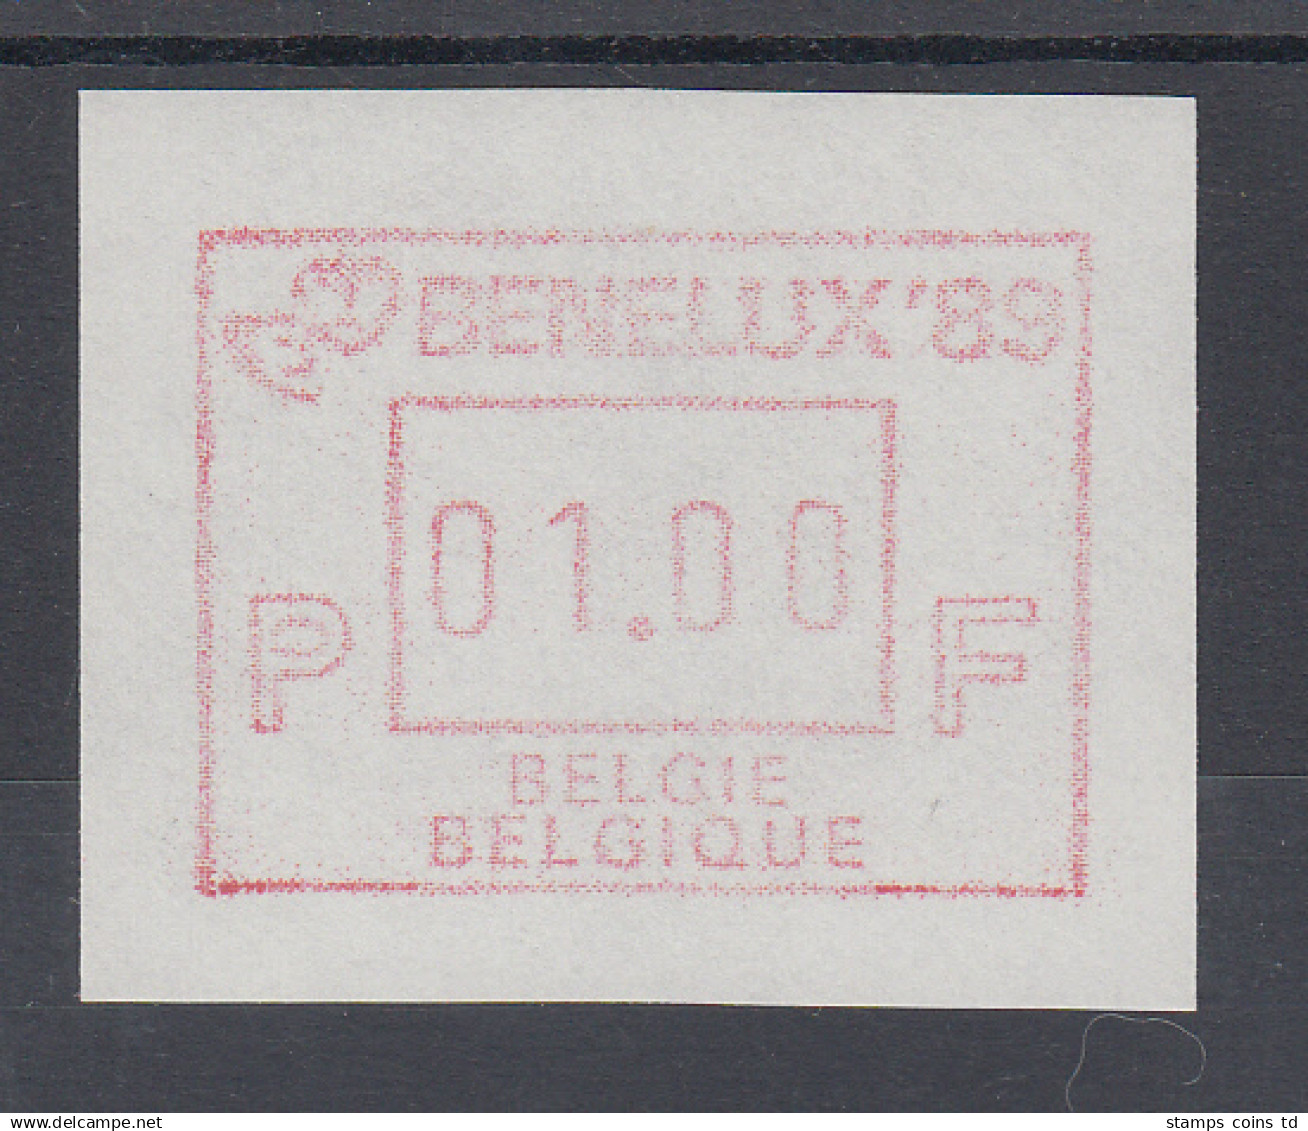 BENELUX '89
01.00
P F
BELGIE
BELGIQUE
www.delcampe.net
stamps coins td